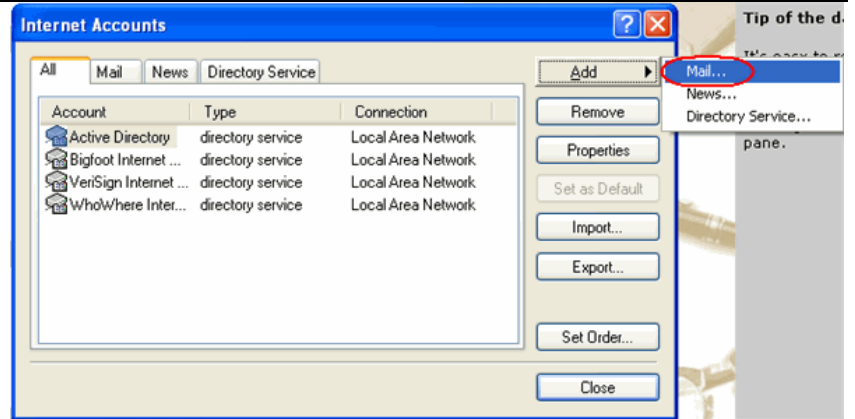 Internet Accounts
Tip of the d
All Mail News Directory Service
Add
Mail...
Account Type Connection
Remove
News...
Active Directory directory service Local Area Network
Directory Service...
Bigfoot Internet ... directory service Local Area Network
Properties
pane.
VeriSign Internet ... directory service Local Area Network
Set as Default
WhoWhere Inter... directory service Local Area Network
Import...
Export...
Set Order...
Close